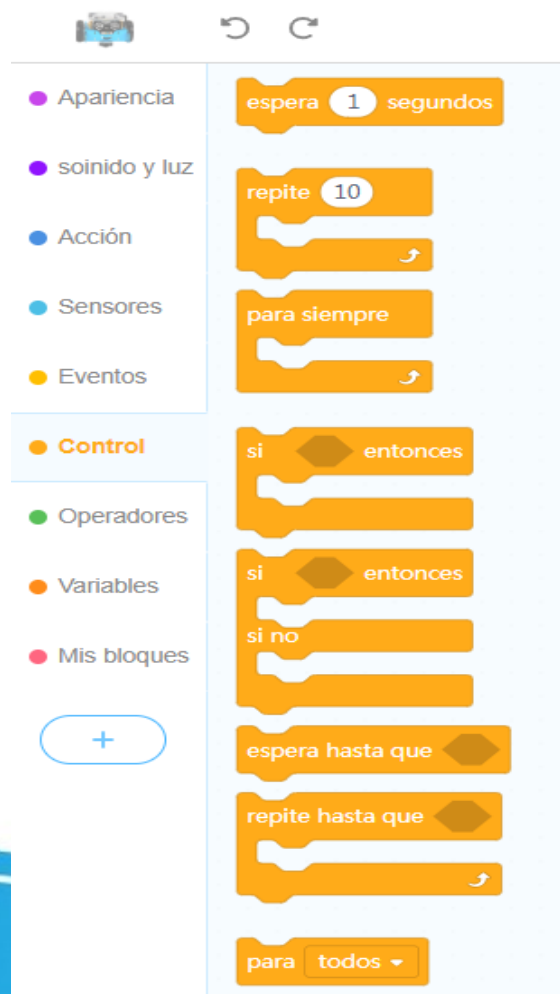 Apariencia
soinido y luz
Acción
Sensores
Eventos
Control
Operadores
Variables
Mis bloques
+
espera 1 segundos
repite 10
para siempre
si entonces
si entonces
si no
espera hasta que
repite hasta que
para todos